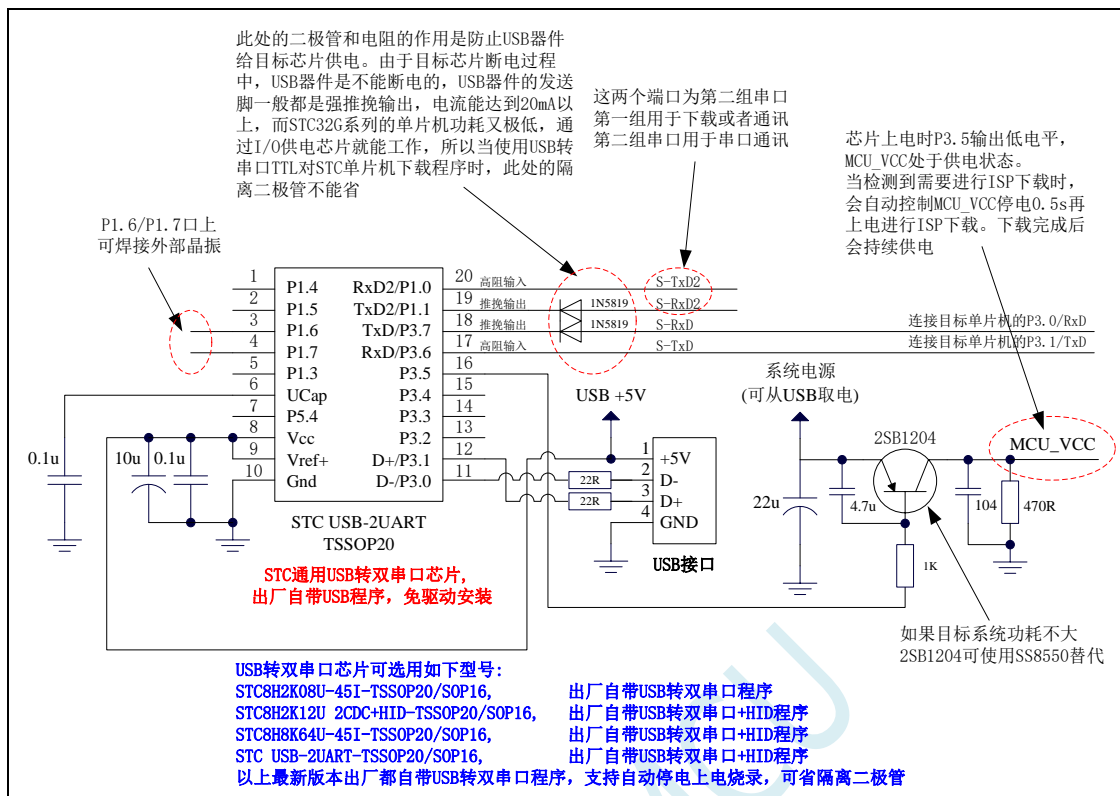 此处的二极管和电阻的作用是防止USB器件
给目标芯片供电。由于目标芯片断电过程
中，USB器件是不能断电的，USB器件的发送
脚一般都是强推挽输出，电流能达到20mA以
上，而STC32G系列的单片机功耗又极低，通
过I/O供电芯片就能工作，所以当使用USB转
串口TTL对STC单片机下载程序时，此处的隔
离二极管不能省
这两个端口为第二组串口
第一组用于下载或者通讯
第二组串口用于串口通讯
芯片上电时P3.5输出低电平，
MCU_VCC处于供电状态。
当检测到需要进行ISP下载时，
会自动控制MCU_VCC停电0.5s再
上电进行ISP下载。下载完成后
会持续供电
P1.6/P1.7口上
可焊接外部晶振
1 P1.4 RxD2/P1.0 20 高阻输入 S-TxD2
2 P1.5 TxD2/P1.1 19 推挽输出 1N5819 S-RxD2
3 P1.6 TxD/P3.7 18 推挽输出 1N5819 S-RxD 连接目标单片机的P3.0/RxD
4 P1.7 RxD/P3.6 17 高阻输入 S-TxD 连接目标单片机的P3.1/TxD
5 P1.3 P3.5 16
6 UCap P3.4 15
7 P5.4 P3.3 14
8 Vcc P3.2 13
9 Vref+ D+/P3.1 12
10 Gnd D-/P3.0 11
STC USB-2UART
TSSOP20
0.1u
10u
0.1u
USB +5V
1 +5V
2 D-
3 D+
4 GND
22R
22R
USB接口
系统电源
(可从USB取电)
2SB1204
MCU_VCC
22u
4.7u
104
470R
1K
如果目标系统功耗不大
2SB1204可使用SS8550替代
STC通用USB转双串口芯片，
出厂自带USB程序，免驱动安装
USB转双串口芯片可选用如下型号:
STC8H2K08U-45I-TSSOP20/SOP16, 出厂自带USB转双串口程序
STC8H2K12U 2CDC+HID-TSSOP20/SOP16, 出厂自带USB转双串口+HID程序
STC8H8K64U-45I-TSSOP20/SOP16, 出厂自带USB转双串口+HID程序
STC USB-2UART-TSSOP20/SOP16, 出厂自带USB转双串口+HID程序
以上最新版本出厂都自带USB转双串口程序，支持自动停电上电烧录，可省隔离二极管